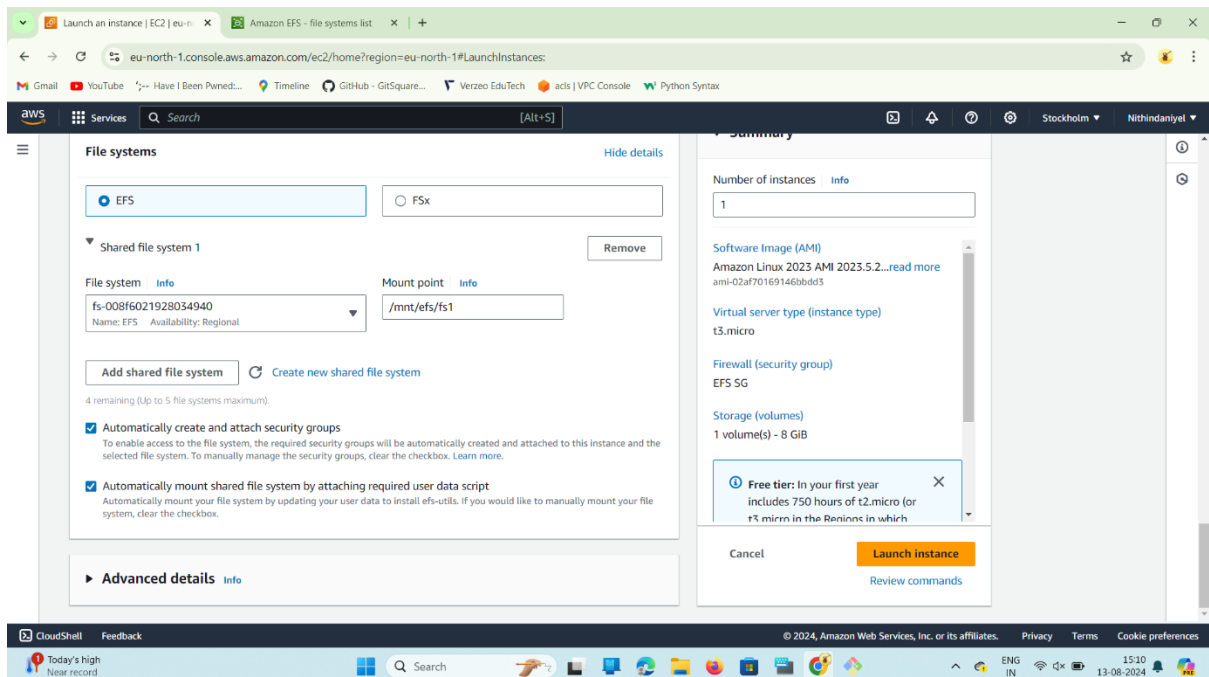 Launch an instance | EC2 | eu-n
Amazon EFS - file systems list
eu-north-1.console.aws.amazon.com/ec2/home?region=eu-north-1#LaunchInstances:
Gmail YouTube Have I Been Pwned:... Timeline GitHub - GitSquare... Verzeo EduTech acls | VPC Console Python Syntax
aws Services Search [Alt+S] Stockholm ▼ Nithindaniyel ▼
File systems Hide details
EFS FSx
Shared file system 1 Remove
File system Info Mount point Info
fs-008f6021928034940 /mnt/efs/fs1
Name: EFS Availability: Regional
Add shared file system Create new shared file system
4 remaining (Up to 5 file systems maximum).
Automatically create and attach security groups
To enable access to the file system, the required security groups will be automatically created and attached to this instance and the
selected file system. To manually manage the security groups, clear the checkbox. Learn more.
Automatically mount shared file system by attaching required user data script
Automatically mount your file system by updating your user data to install efs-utils. If you would like to manually mount your file
system, clear the checkbox.
Advanced details Info
Summary
Number of instances Info
1
Software Image (AMI)
Amazon Linux 2023 AMI 2023.5.2...read more
ami-02af70169146bbdd3
Virtual server type (instance type)
t3.micro
Firewall (security group)
EFS SG
Storage (volumes)
1 volume(s) - 8 GiB
Free tier: In your first year
includes 750 hours of t2.micro (or
t3.micro in the Regions in which
Cancel Launch instance
Review commands
CloudShell Feedback © 2024, Amazon Web Services, Inc. or its affiliates. Privacy Terms Cookie preferences
1 Today's high
Near record
Search
ENG
IN
15:10
13-08-2024
PRE